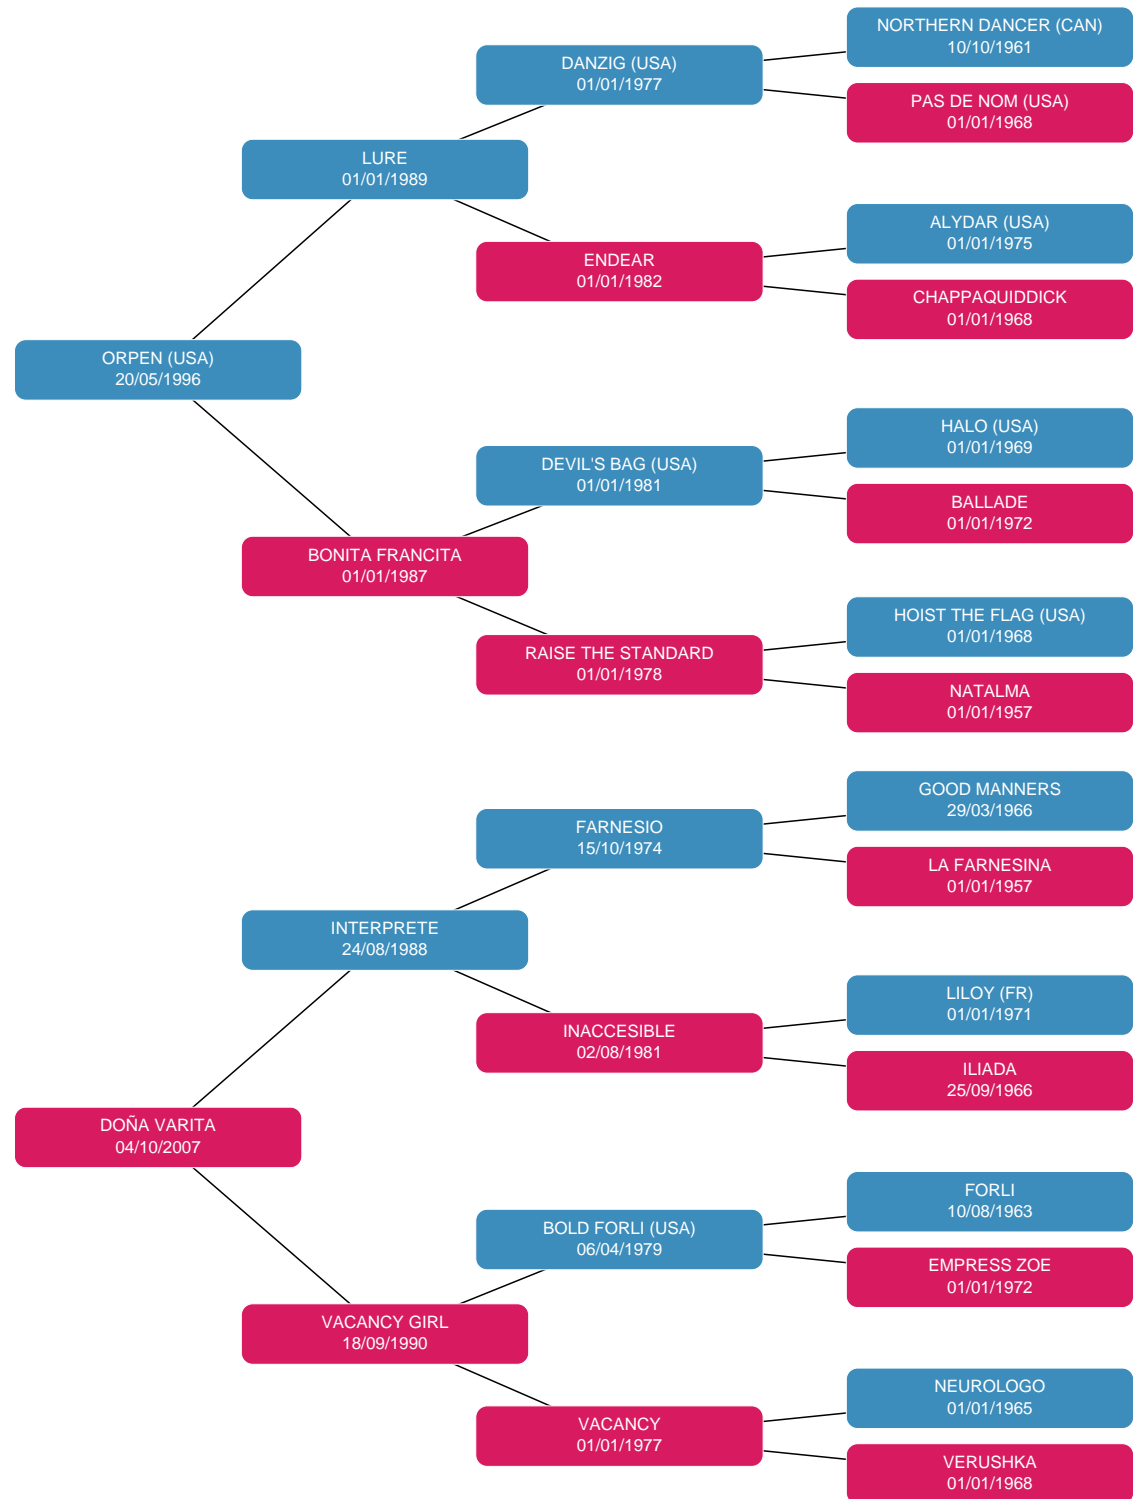 NORTHERN DANCER (CAN)
10/10/1961
DANZIG (USA)
01/01/1977
PAS DE NOM (USA)
01/01/1968
LURE
01/01/1989
ALYDAR (USA)
01/01/1975
ENDEAR
01/01/1982
CHAPPAQUIDDICK
01/01/1968
ORPEN (USA)
20/05/1996
HALO (USA)
01/01/1969
DEVIL'S BAG (USA)
01/01/1981
BALLADE
01/01/1972
BONITA FRANCITA
01/01/1987
HOIST THE FLAG (USA)
01/01/1968
RAISE THE STANDARD
01/01/1978
NATALMA
01/01/1957
GOOD MANNERS
29/03/1966
FARNESIO
15/10/1974
LA FARNESINA
01/01/1957
INTERPRETE
24/08/1988
LILOY (FR)
01/01/1971
INACCESIBLE
02/08/1981
ILIADA
25/09/1966
DOÑA VARITA
04/10/2007
FORLI
10/08/1963
BOLD FORLI (USA)
06/04/1979
EMPRESS ZOE
01/01/1972
VACANCY GIRL
18/09/1990
NEUROLOGO
01/01/1965
VACANCY
01/01/1977
VERUSHKA
01/01/1968